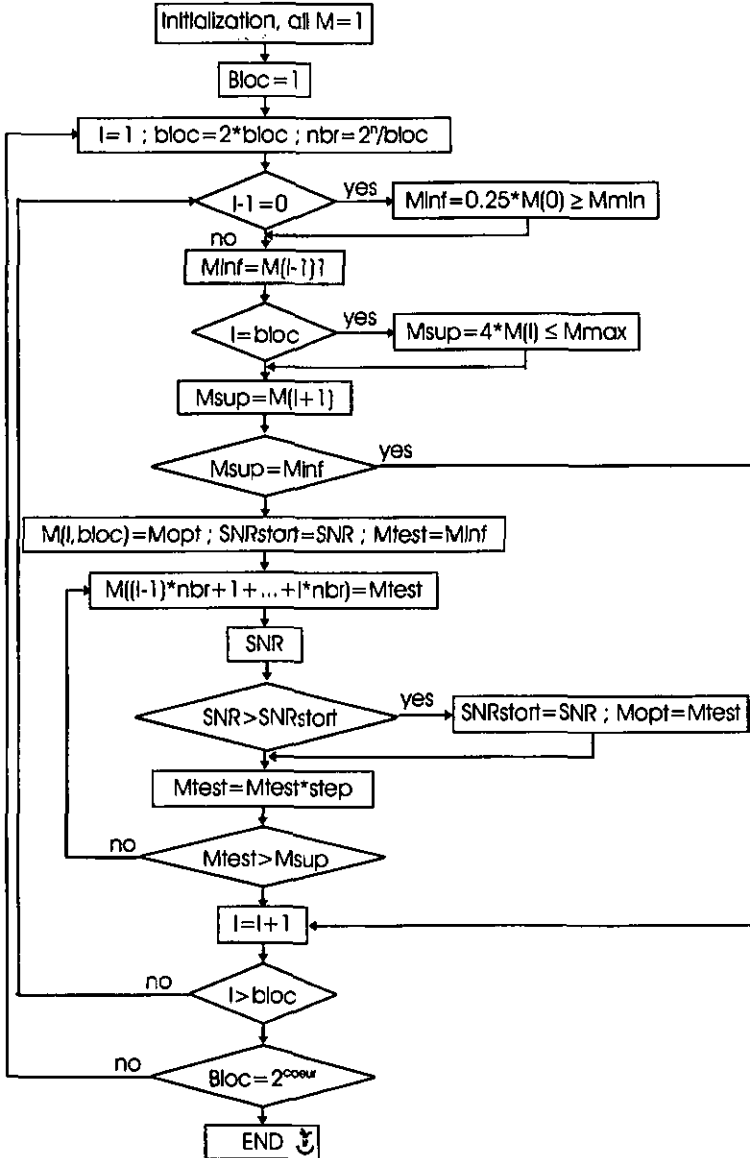 Initialization, all M=1
Bloc=1
I=1 ; bloc=2*bloc ; nbr=2ⁿ/bloc
I-1=0
yes
Minf=0.25*M(0) ≥ Mmin
no
Minf=M(I-1)1
I=bloc
yes
Msup=4*M(I) ≤ Mmax
Msup=M(I+1)
Msup=Minf
yes
M(I,bloc)=Mopt ; SNRstart=SNR ; Mtest=Minf
M((I-1)*nbr+1+...+I*nbr)=Mtest
SNR
SNR>SNRstart
yes
SNRstart=SNR ; Mopt=Mtest
Mtest=Mtest*step
no
Mtest>Msup
I=I+1
no
I>bloc
no
Bloc=2^coeur
END